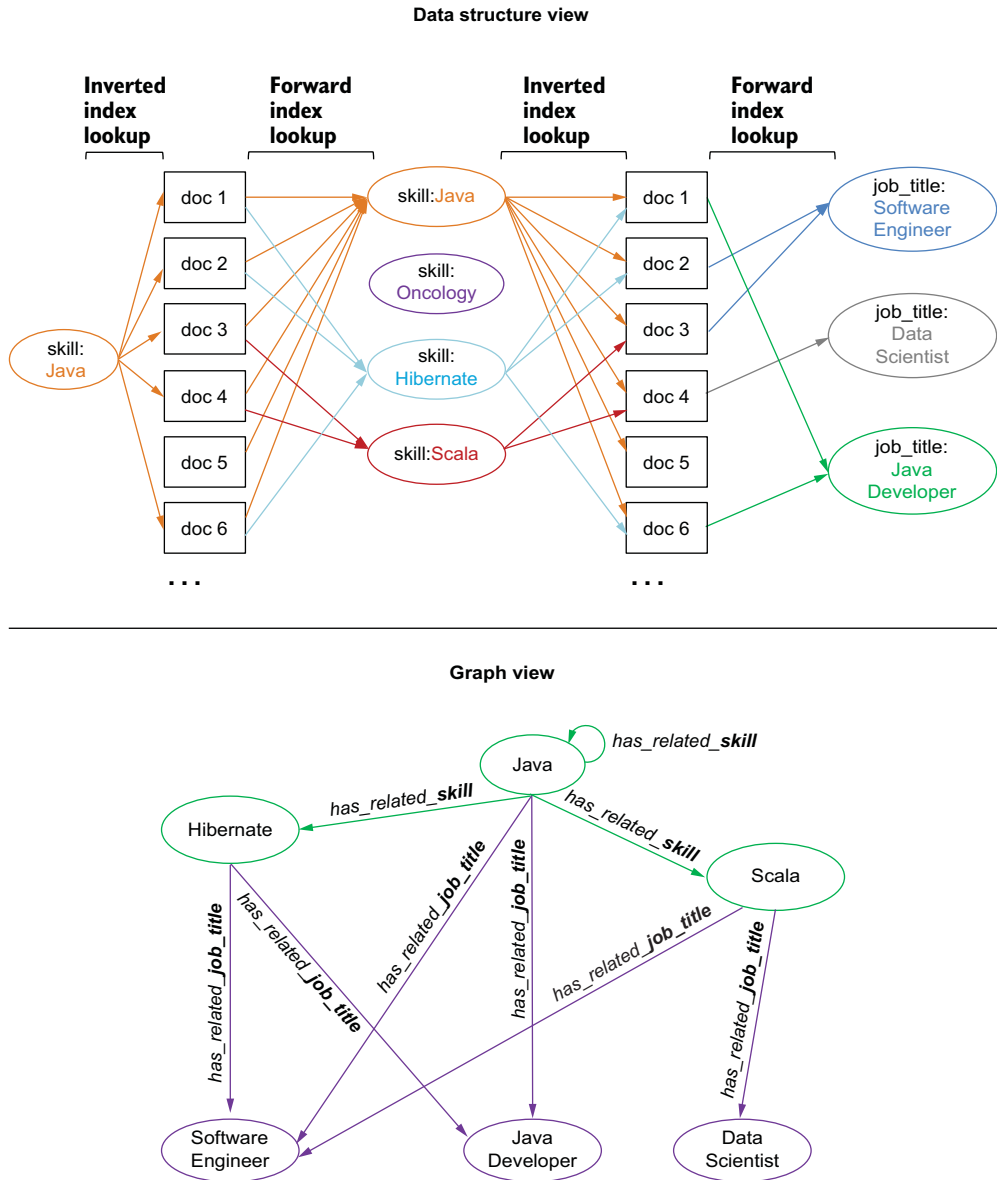 Data structure view
Inverted
index
lookup
Forward
index
lookup
Inverted
index
lookup
Forward
index
lookup
skill:
Java
doc 1
doc 2
doc 3
doc 4
doc 5
doc 6
...
skill:Java
skill:
Oncology
skill:
Hibernate
skill:Scala
doc 1
doc 2
doc 3
doc 4
doc 5
doc 6
...
job_title:
Software
Engineer
job_title:
Data
Scientist
job_title:
Java
Developer
Graph view
Java
has_related_skill
has_related_skill
has_related_skill
Hibernate
Scala
has_related_job_title
has_related_job_title
has_related_job_title
has_related_job_title
has_related_job_title
has_related_job_title
Software
Engineer
Java
Developer
Data
Scientist